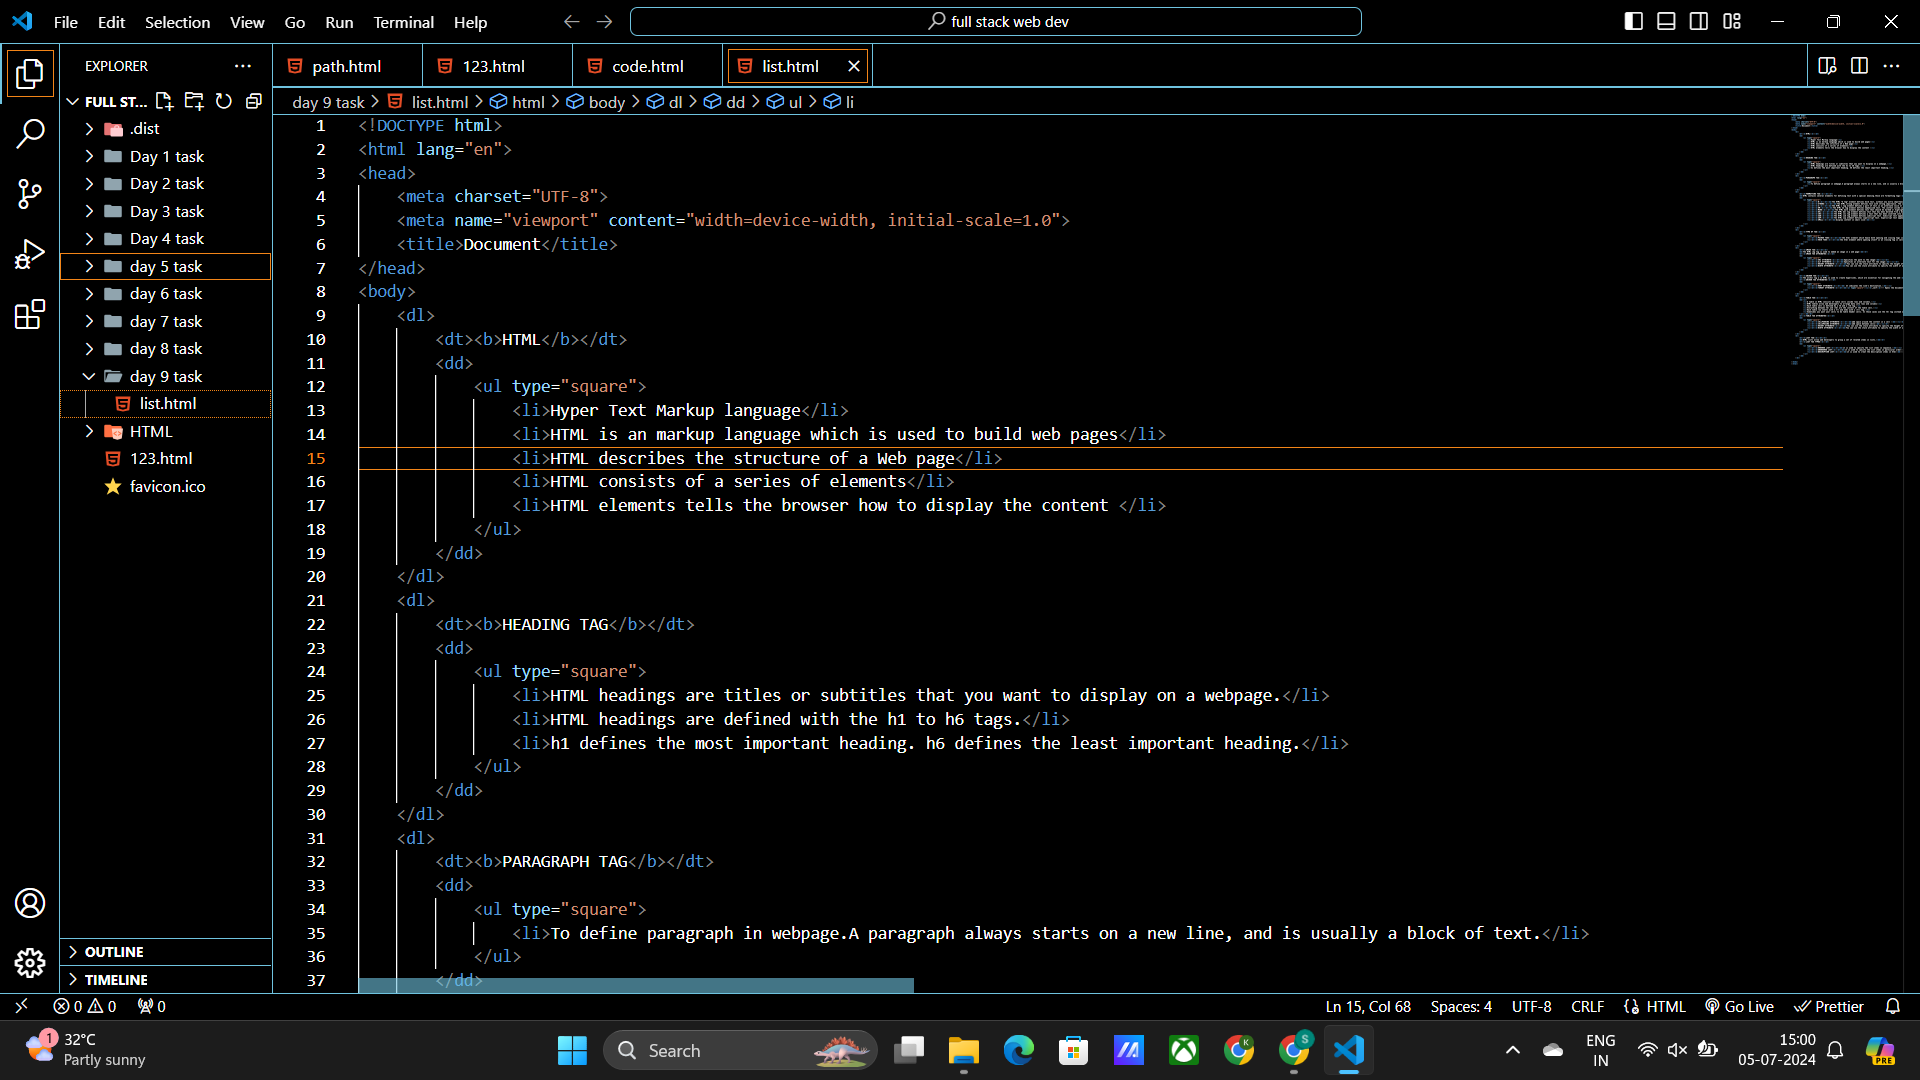 File Edit Selection View Go Run Terminal Help
full stack web dev
EXPLORER
path.html 123.html code.html list.html
FULL ST...
day 9 task > list.html > html > body > dl > dd > ul > li
.dist
Day 1 task
Day 2 task
Day 3 task
Day 4 task
day 5 task
day 6 task
day 7 task
day 8 task
day 9 task
list.html
HTML
123.html
favicon.ico
OUTLINE
TIMELINE
1 <!DOCTYPE html>
2 <html lang="en">
3 <head>
4 <meta charset="UTF-8">
5 <meta name="viewport" content="width=device-width, initial-scale=1.0">
6 <title>Document</title>
7 </head>
8 <body>
9 <dl>
10 <dt><b>HTML</b></dt>
11 <dd>
12 <ul type="square">
13 <li>Hyper Text Markup language</li>
14 <li>HTML is an markup language which is used to build web pages</li>
15 <li>HTML describes the structure of a Web page</li>
16 <li>HTML consists of a series of elements</li>
17 <li>HTML elements tells the browser how to display the content </li>
18 </ul>
19 </dd>
20 </dl>
21 <dl>
22 <dt><b>HEADING TAG</b></dt>
23 <dd>
24 <ul type="square">
25 <li>HTML headings are titles or subtitles that you want to display on a webpage.</li>
26 <li>HTML headings are defined with the h1 to h6 tags.</li>
27 <li>h1 defines the most important heading. h6 defines the least important heading.</li>
28 </ul>
29 </dd>
30 </dl>
31 <dl>
32 <dt><b>PARAGRAPH TAG</b></dt>
33 <dd>
34 <ul type="square">
35 <li>To define paragraph in webpage.A paragraph always starts on a new line, and is usually a block of text.</li>
36 </ul>
37 </dd>
0 0 0 Ln 15, Col 68 Spaces: 4 UTF-8 CRLF HTML Go Live Prettier
1 32°C
Partly sunny
Search
K
S
ENG
IN
15:00
05-07-2024
PRE